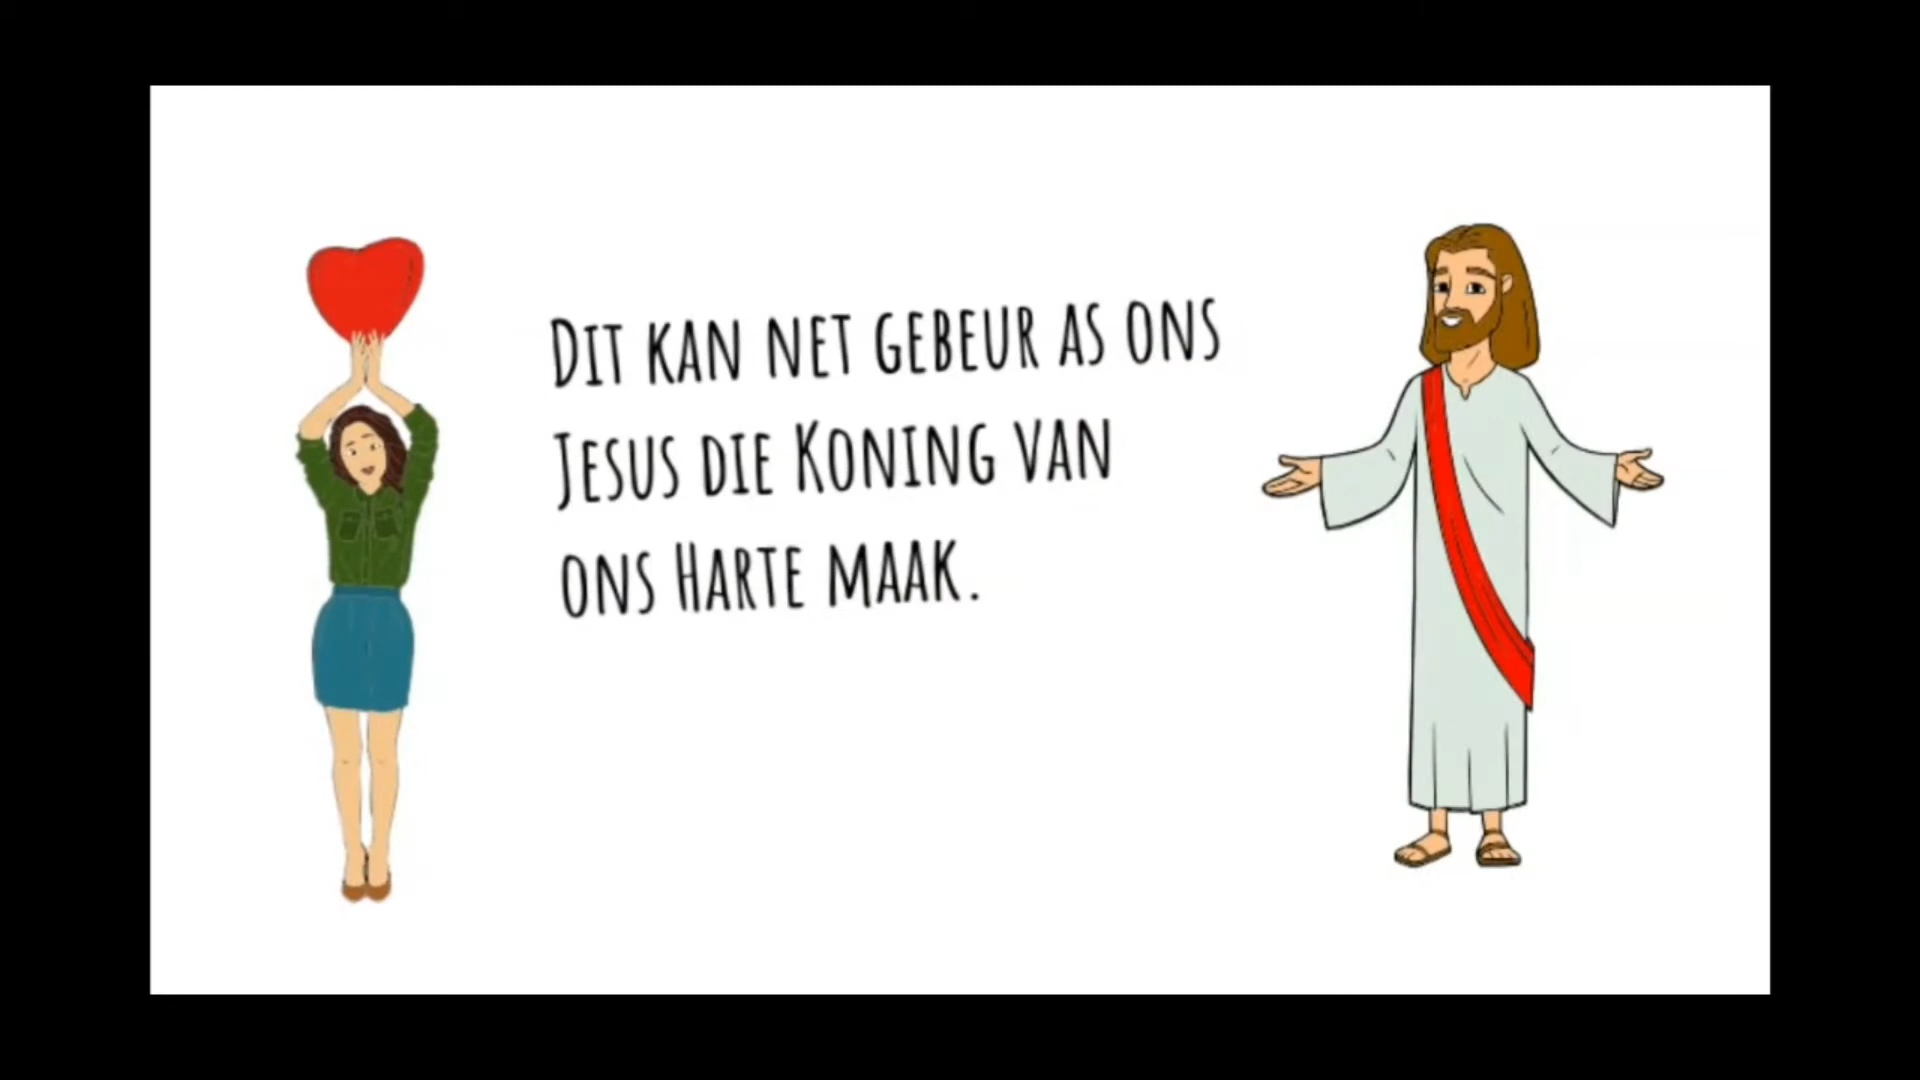 Dit kan net gebeur as ons
Jesus die Koning van
ons Harte maak.